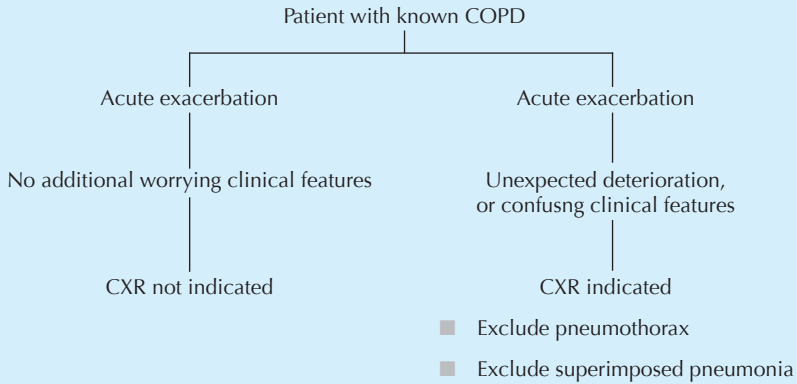 Patient with known COPD
Acute exacerbation
No additional worrying clinical features
CXR not indicated
Acute exacerbation
Unexpected deterioration,
or confusng clinical features
CXR indicated
Exclude pneumothorax
Exclude superimposed pneumonia